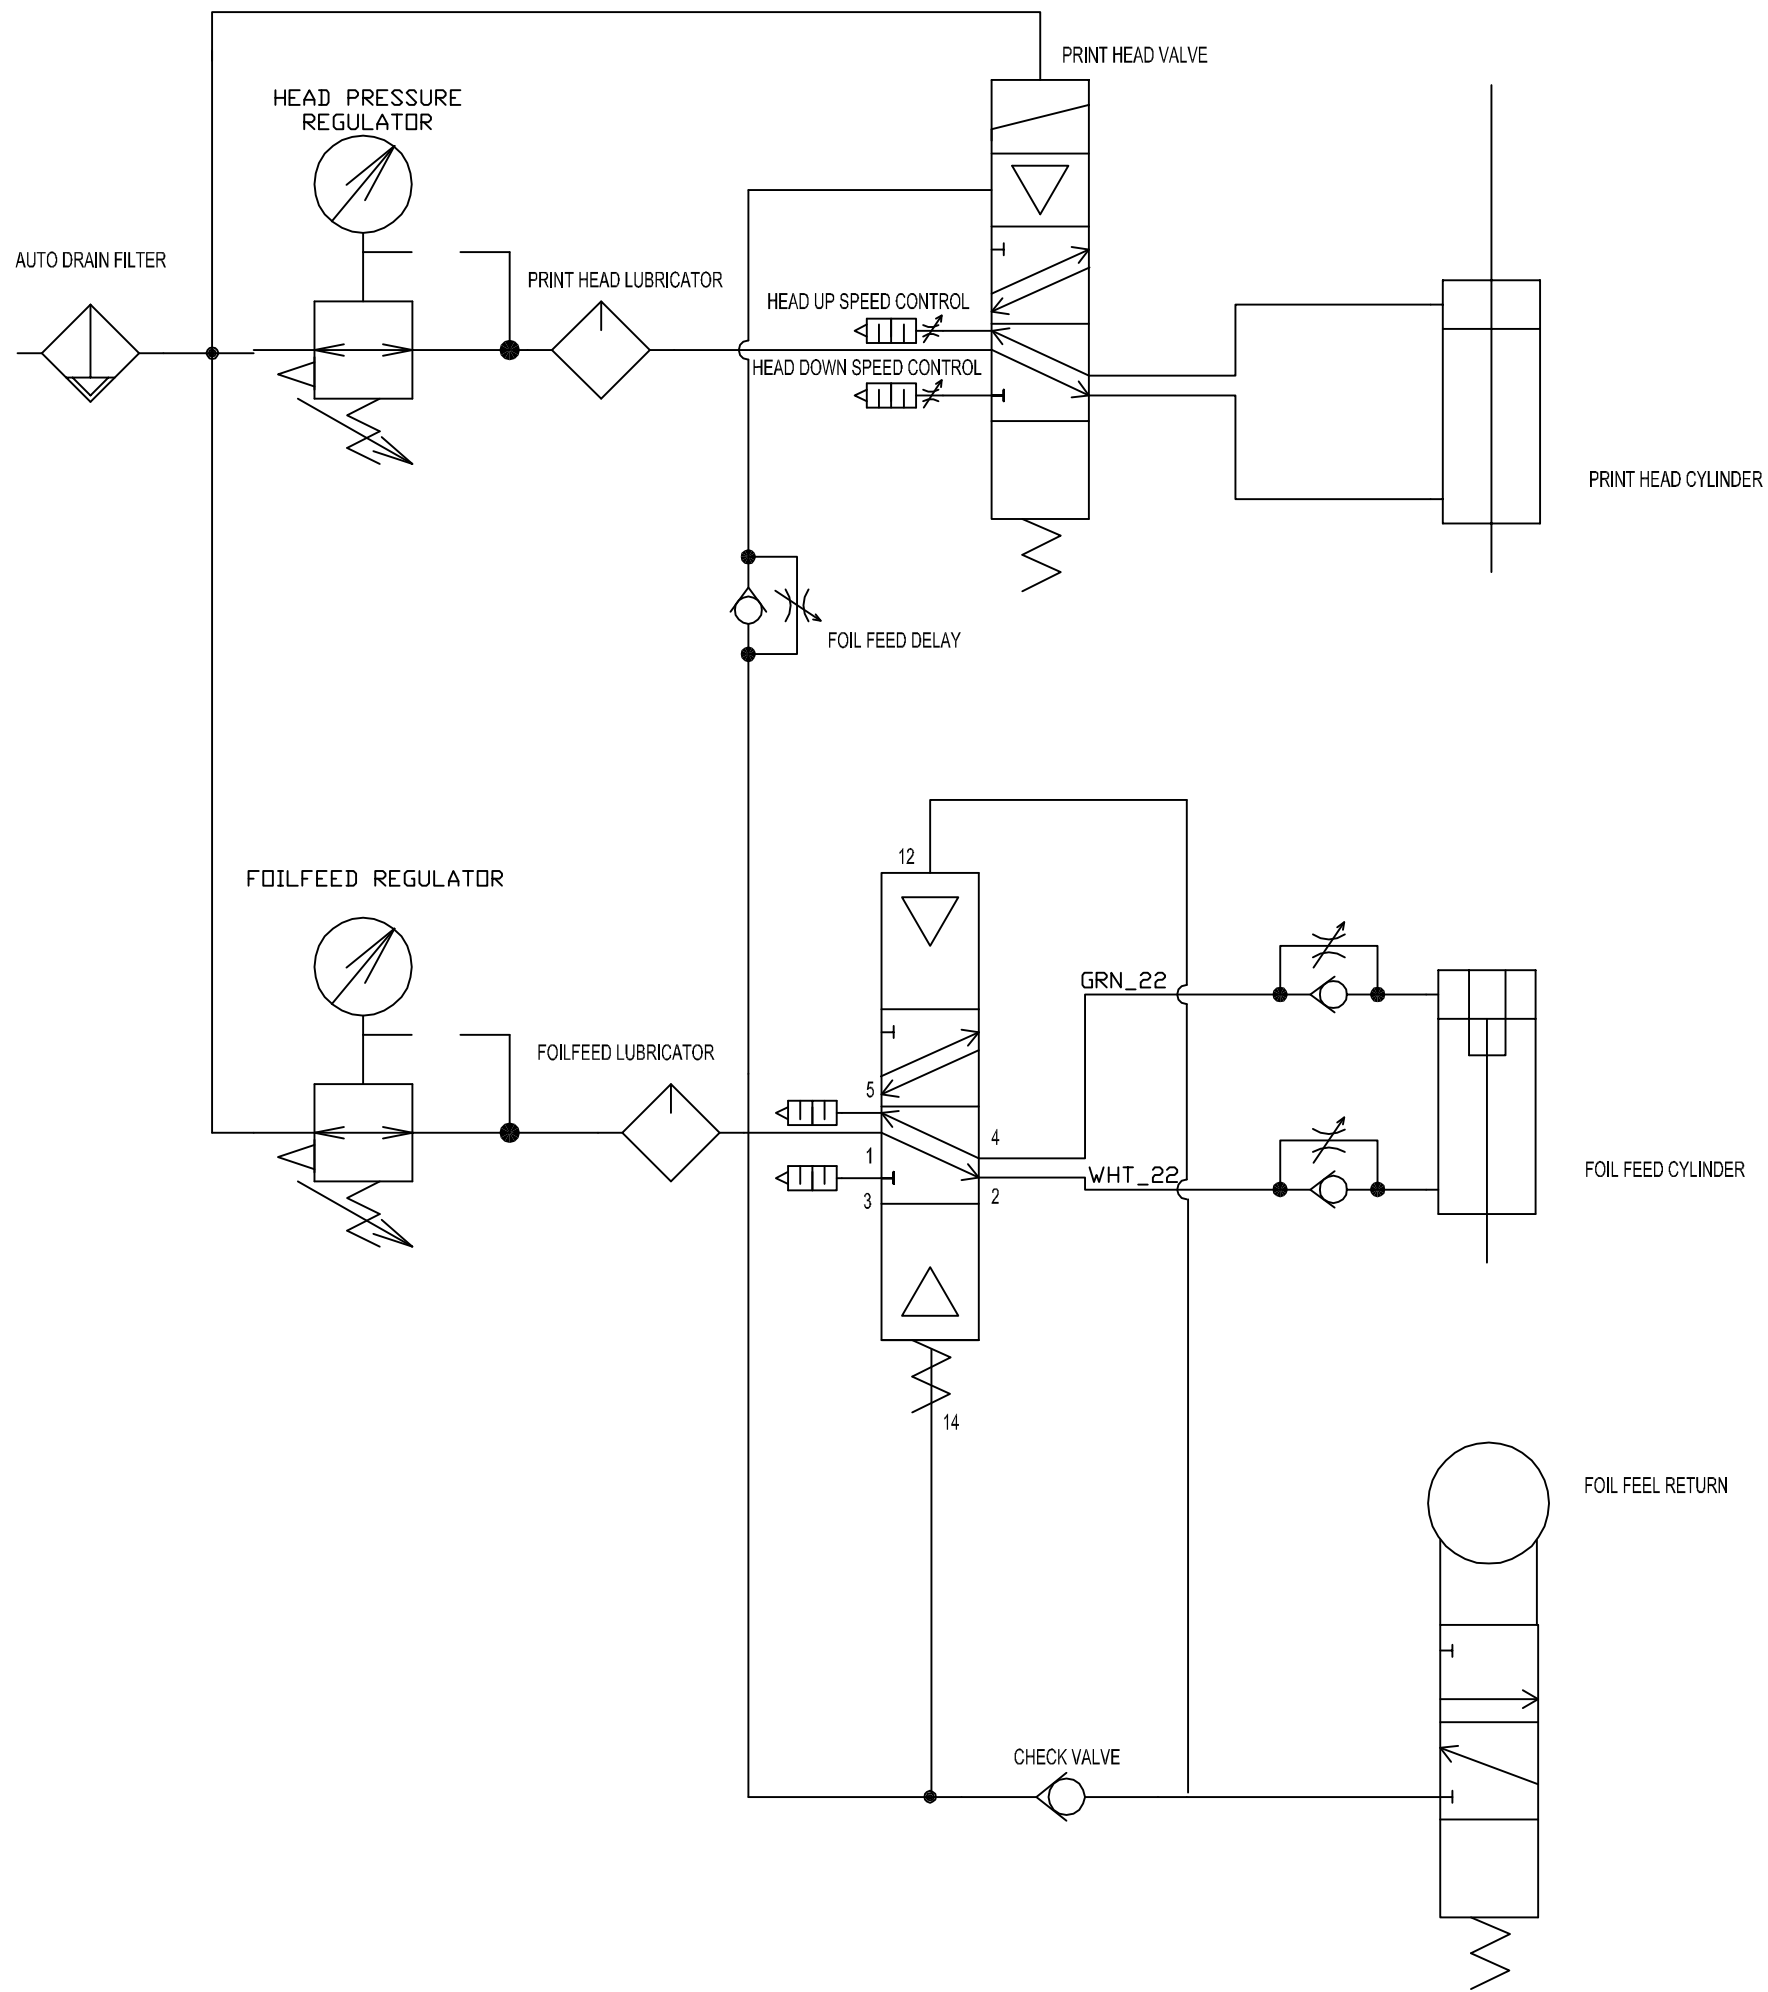 PRINT HEAD VALVE
HEAD PRESSURE
REGULATOR
AUTO DRAIN FILTER
PRINT HEAD LUBRICATOR
HEAD UP SPEED CONTROL
HEAD DOWN SPEED CONTROL
PRINT HEAD CYLINDER
FOIL FEED DELAY
12
FOILFEED REGULATOR
GRN_22
FOILFEED LUBRICATOR
5
4
1
WHT_22
FOIL FEED CYLINDER
3
2
14
FOIL FEEL RETURN
CHECK VALVE